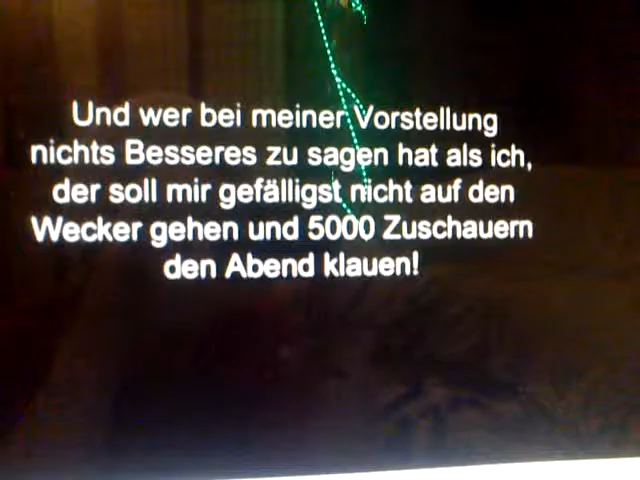 Und wer bei meiner Vorstellung
nichts Besseres zu sagen hat als ich,
der soll mir gefälligst nicht auf den
Wecker gehen und 5000 Zuschauern
den Abend klauen!